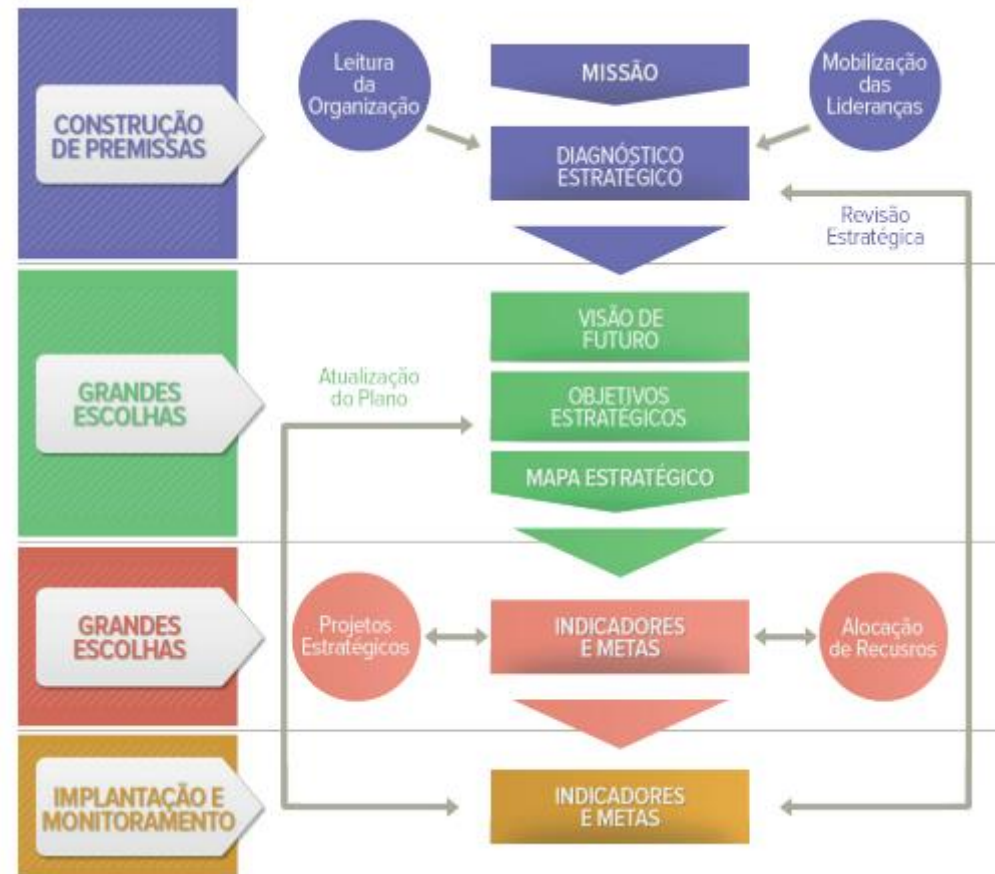 CONSTRUÇÃO
DE PREMISSAS
Leitura
da
Organização
MISSÃO
Mobilização
das
Lideranças
DIAGNÓSTICO
ESTRATÉGICO
Revisão
Estratégica
GRANDES
ESCOLHAS
Atualização
do Plano
VISÃO DE
FUTURO
OBJETIVOS
ESTRATÉGICOS
MAPA ESTRATÉGICO
GRANDES
ESCOLHAS
Projetos
Estratégicos
INDICADORES
E METAS
Alocação
de Recusros
IMPLANTAÇÃO E
MONITORAMENTO
INDICADORES
E METAS